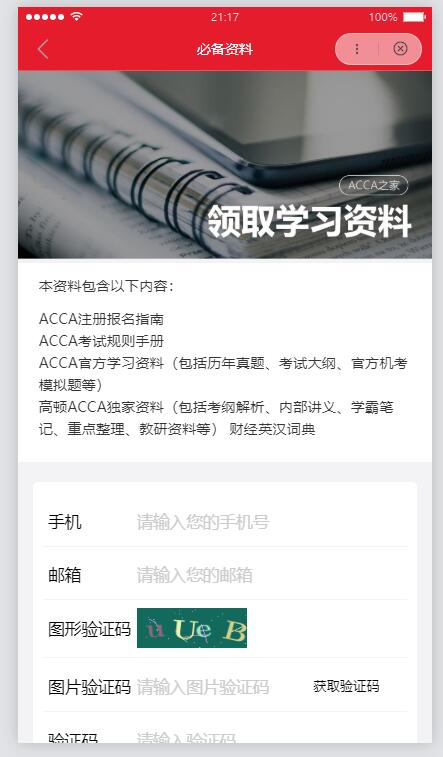 21:17
100%
必备资料
ACCA之家
领取学习资料
本资料包含以下内容：
ACCA注册报名指南
ACCA考试规则手册
ACCA官方学习资料（包括历年真题、考试大纲、官方机考
模拟题等）
高顿ACCA独家资料（包括考纲解析、内部讲义、学霸笔
记、重点整理、教研资料等） 财经英汉词典
手机 请输入您的手机号
邮箱 请输入您的邮箱
图形验证码 u Ue B
图片验证码 请输入图片验证码 获取验证码
验证码 请输入验证码